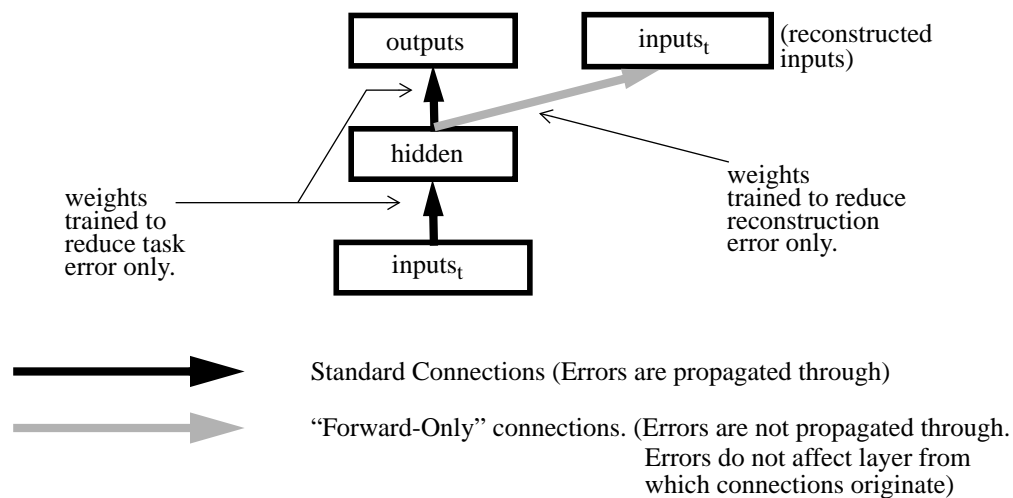 outputs
inputst
(reconstructed
inputs)
hidden
weights
trained to
reduce task
error only.
weights
trained to reduce
reconstruction
error only.
inputst
Standard Connections (Errors are propagated through)
“Forward-Only” connections. (Errors are not propagated through.
Errors do not affect layer from
which connections originate)